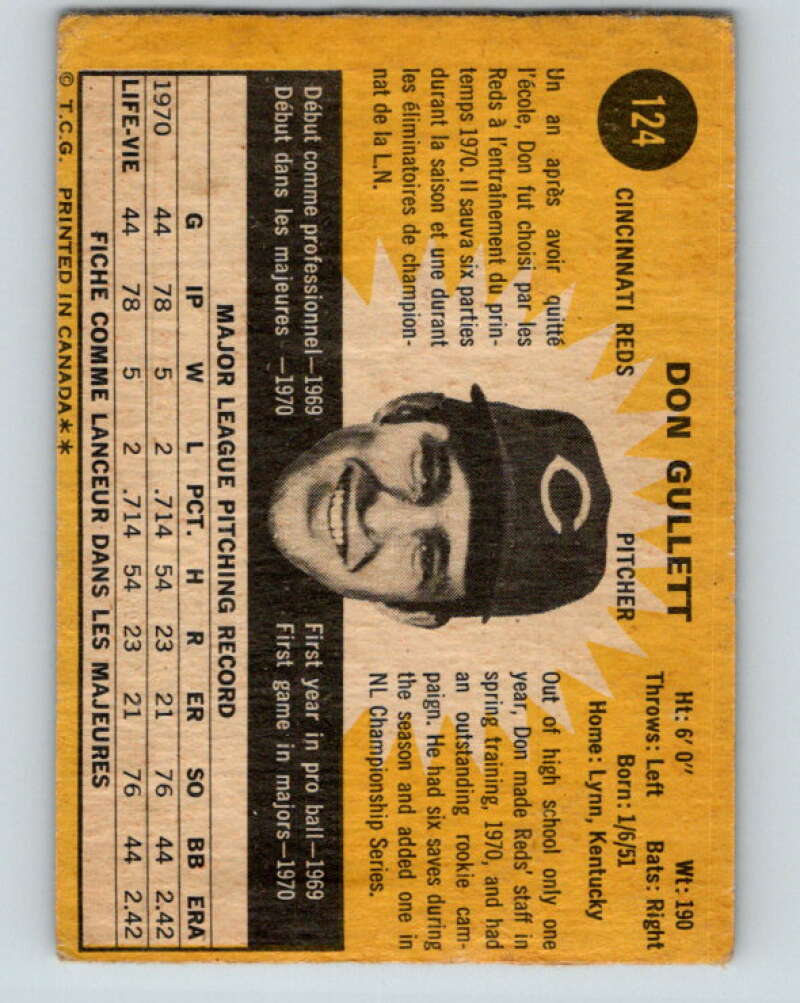 124
DON GULLETT
CINCINNATI REDS
PITCHER
Ht: 6'0" Wt: 190
Throws: Left Bats: Right
Born: 1/6/51
Home: Lynn, Kentucky
Un an après avoir quitté
l'école, Don fut choisi par les
Reds à l'entraînement du prin-
temps 1970. Il sauva six parties
durant la saison et une durant
les éliminatoires de champion-
nat de la L.N.
Out of high school only one
year, Don made Reds' staff in
spring training, 1970, and had
an outstanding rookie cam-
paign. He had six saves during
the season and added one in
NL Championship Series.
Début comme professionnel—1969
Début dans les majeures —1970
First year in pro ball—1969
First game in majors—1970
MAJOR LEAGUE PITCHING RECORD
G IP W L PCT. H R ER SO BB ERA
1970 44 78 5 2 .714 54 23 21 76 44 2.42
LIFE-VIE 44 78 5 2 .714 54 23 21 76 44 2.42
FICHE COMME LANCEUR DANS LES MAJEURES
© T.C.G. PRINTED IN CANADA**